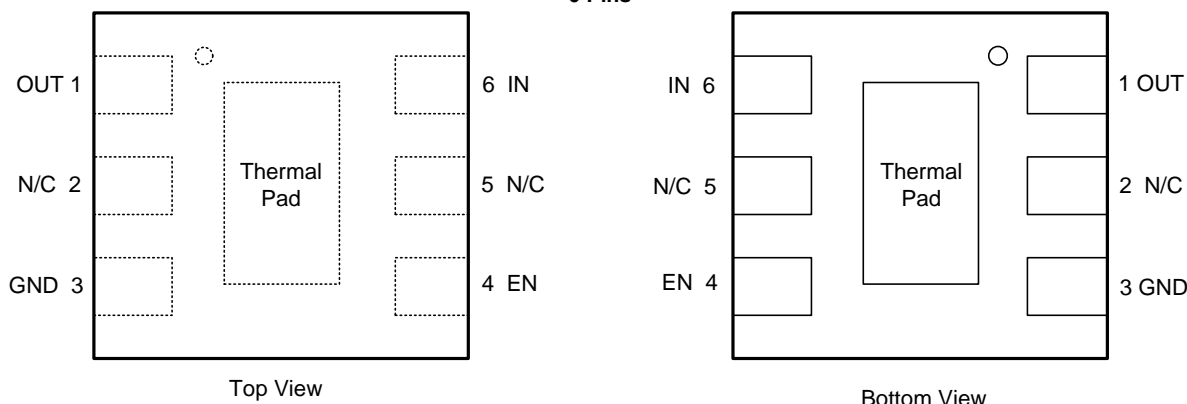 OUT 1
6 IN
N/C 2
Thermal
Pad
5 N/C
GND 3
4 EN
Top View
IN 6
1 OUT
N/C 5
Thermal
Pad
2 N/C
EN 4
3 GND
Bottom View